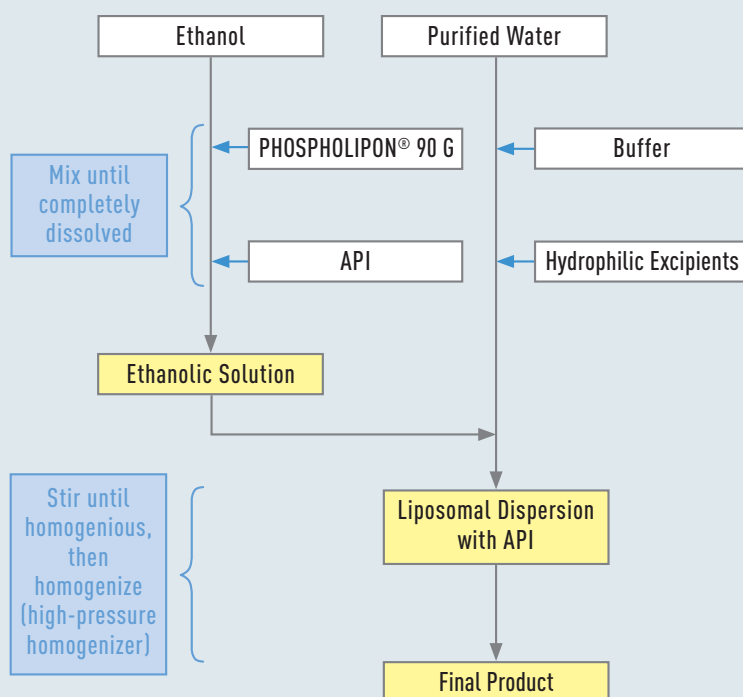 Ethanol
Purified Water
PHOSPHOLIPON® 90 G
Buffer
Mix until
completely
dissolved
API
Hydrophilic Excipients
Ethanolic Solution
Stir until
homogenious,
then
homogenize
(high-pressure
homogenizer)
Liposomal Dispersion
with API
Final Product